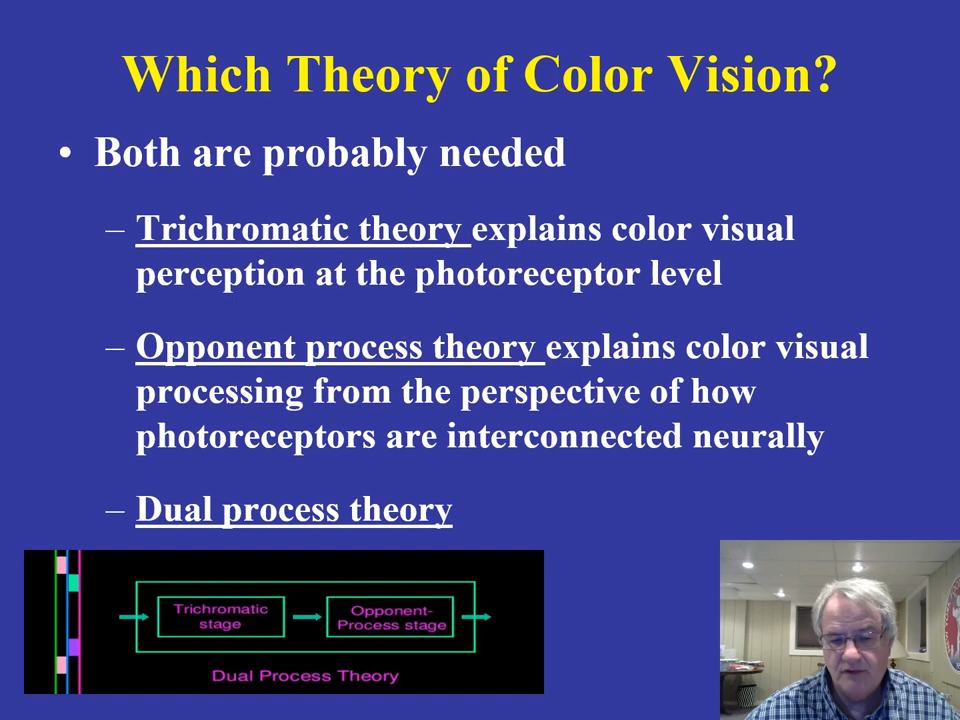 Which Theory of Color Vision?
• Both are probably needed
– Trichromatic theory explains color visual
perception at the photoreceptor level
– Opponent process theory explains color visual
processing from the perspective of how
photoreceptors are interconnected neurally
– Dual process theory
Trichromatic
stage
Opponent-
Process stage
Dual Process Theory